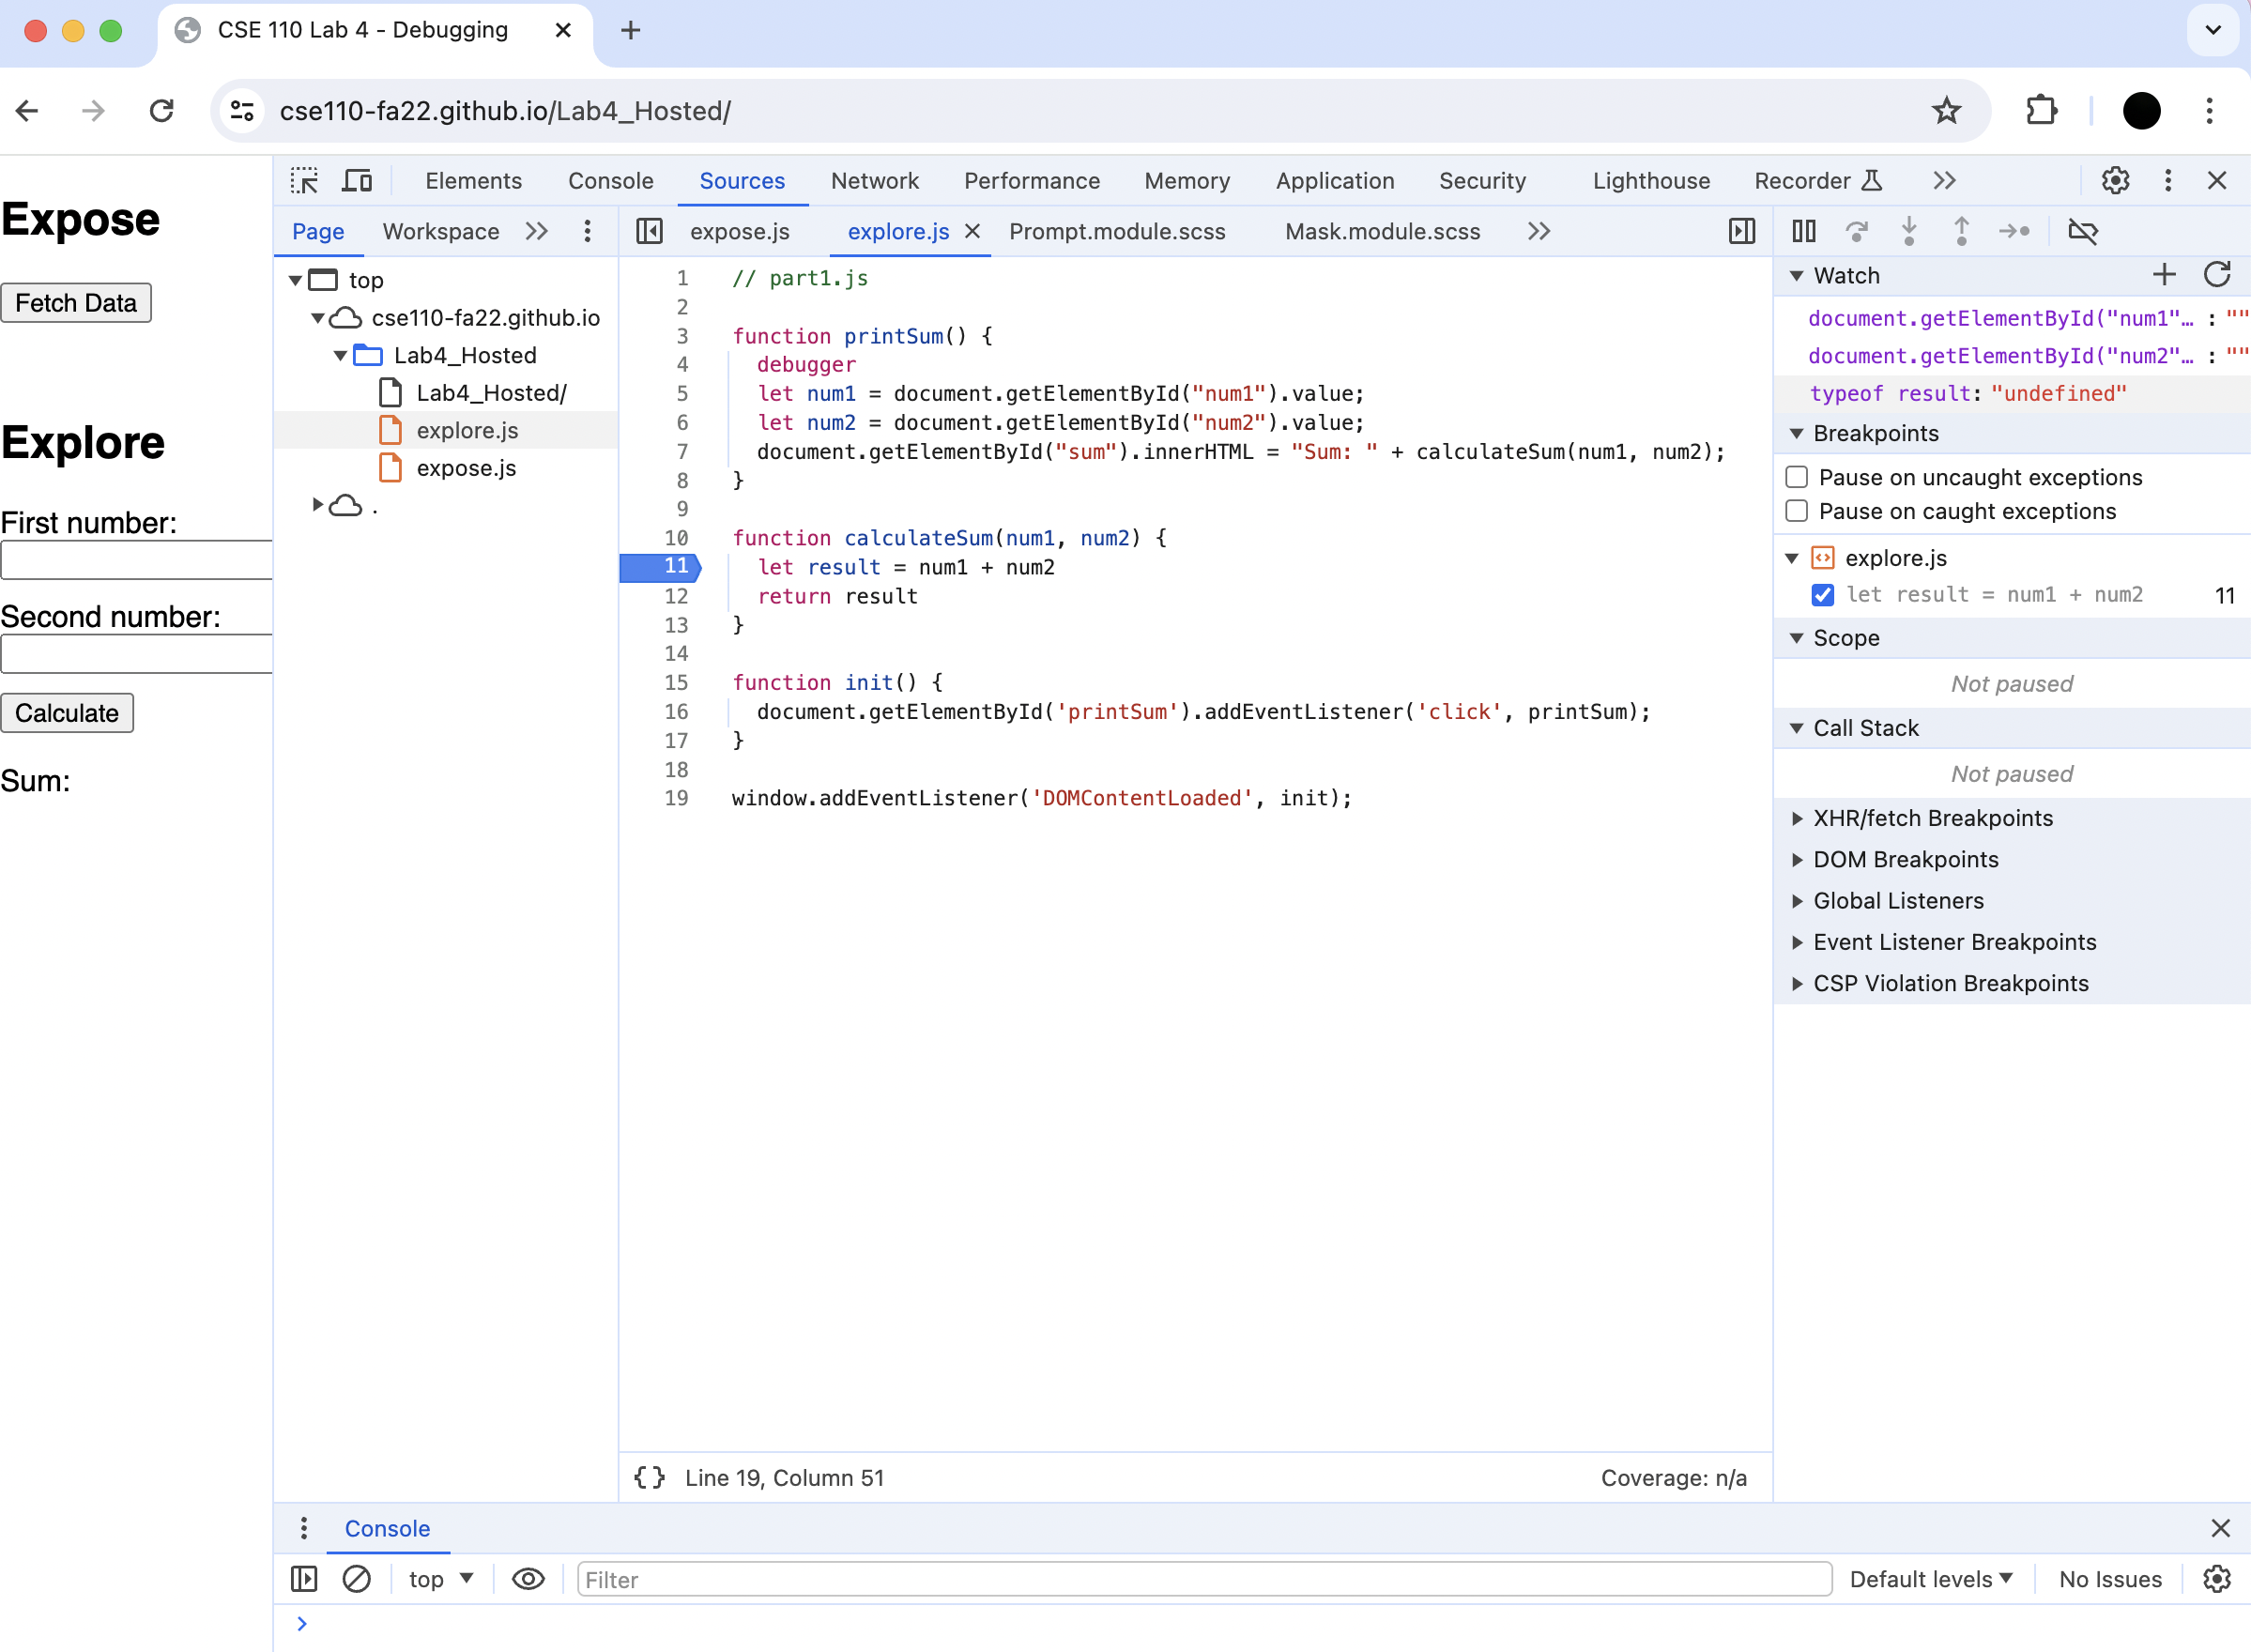 CSE 110 Lab 4 - Debugging
cse110-fa22.github.io/Lab4_Hosted/
Expose
Fetch Data
Explore
First number:
Second number:
Calculate
Sum:
Elements Console Sources Network Performance Memory Application Security Lighthouse Recorder
Page Workspace
top
cse110-fa22.github.io
Lab4_Hosted
Lab4_Hosted/
explore.js
expose.js
.
expose.js explore.js Prompt.module.scss Mask.module.scss
1 // part1.js
2
3 function printSum() {
4 debugger
5 let num1 = document.getElementById("num1").value;
6 let num2 = document.getElementById("num2").value;
7 document.getElementById("sum").innerHTML = "Sum: " + calculateSum(num1, num2);
8 }
9
10 function calculateSum(num1, num2) {
11 let result = num1 + num2
12 return result
13 }
14
15 function init() {
16 document.getElementById('printSum').addEventListener('click', printSum);
17 }
18
19 window.addEventListener('DOMContentLoaded', init);
{} Line 19, Column 51 Coverage: n/a
Watch
document.getElementById("num1"… : ""
document.getElementById("num2"… : ""
typeof result: "undefined"
Breakpoints
Pause on uncaught exceptions
Pause on caught exceptions
explore.js
let result = num1 + num2 11
Scope
Not paused
Call Stack
Not paused
XHR/fetch Breakpoints
DOM Breakpoints
Global Listeners
Event Listener Breakpoints
CSP Violation Breakpoints
Console
top Filter Default levels No Issues